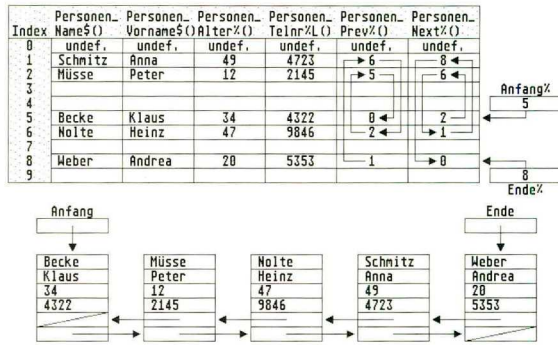 Personen_ Personen_ Personen_ Personen_ Personen_ Personen_
Index Name$() Vorname$() Alter%() Telnr%L() Prev%() Next%()
0 undef. undef. undef. undef. undef. undef.
1 Schmitz Anna 49 4723 6 8
2 Müsse Peter 12 2145 5 6
3
4
5 Becke Klaus 34 4322 0 2
6 Nolte Heinz 47 9846 2 1
7
8 Weber Andrea 20 5353 1 0
9
Anfang%
5
8
Ende%
Anfang Ende
Becke Müsse Nolte Schmitz Weber
Klaus Peter Heinz Anna Andrea
34 12 47 49 20
4322 2145 9846 4723 5353